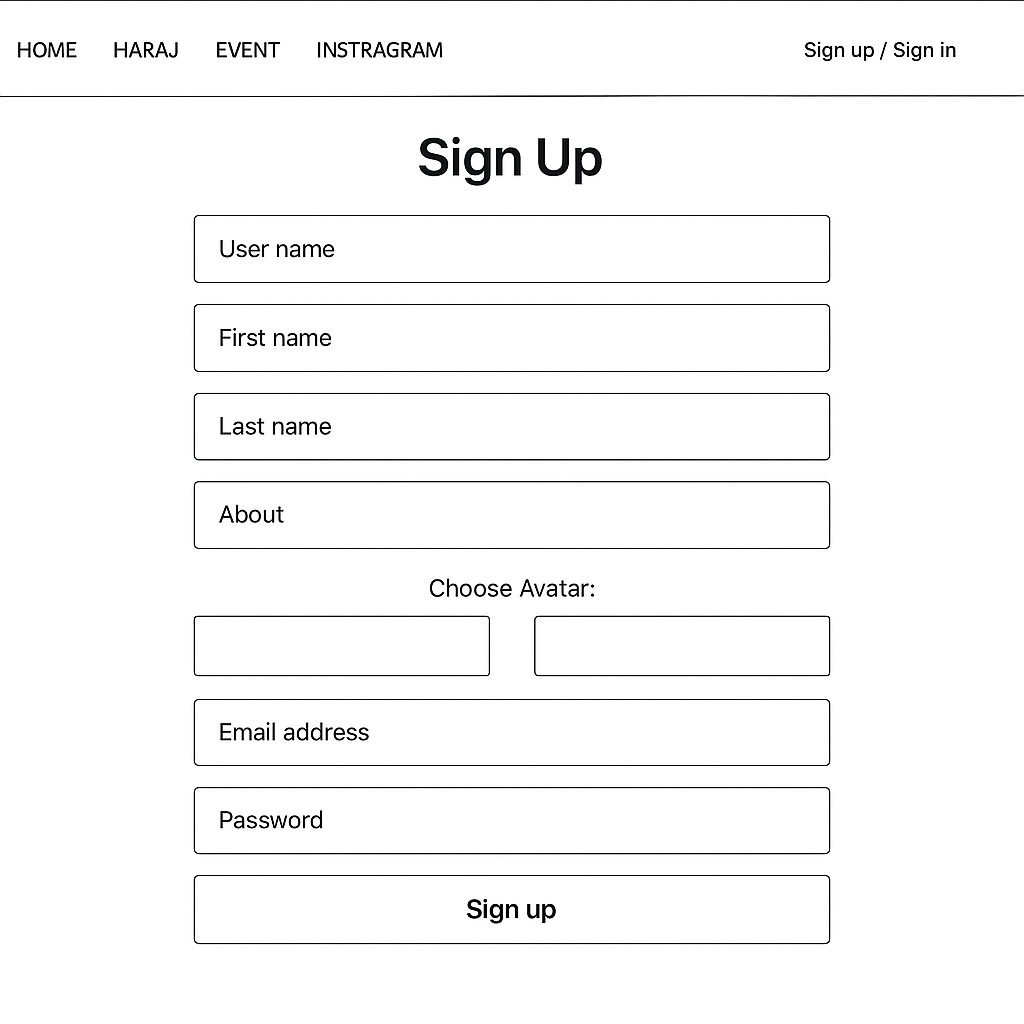 HOME HARAJ EVENT INSTRAGRAM Sign up / Sign in
Sign Up
User name
First name
Last name
About
Choose Avatar:
Email address
Password
Sign up